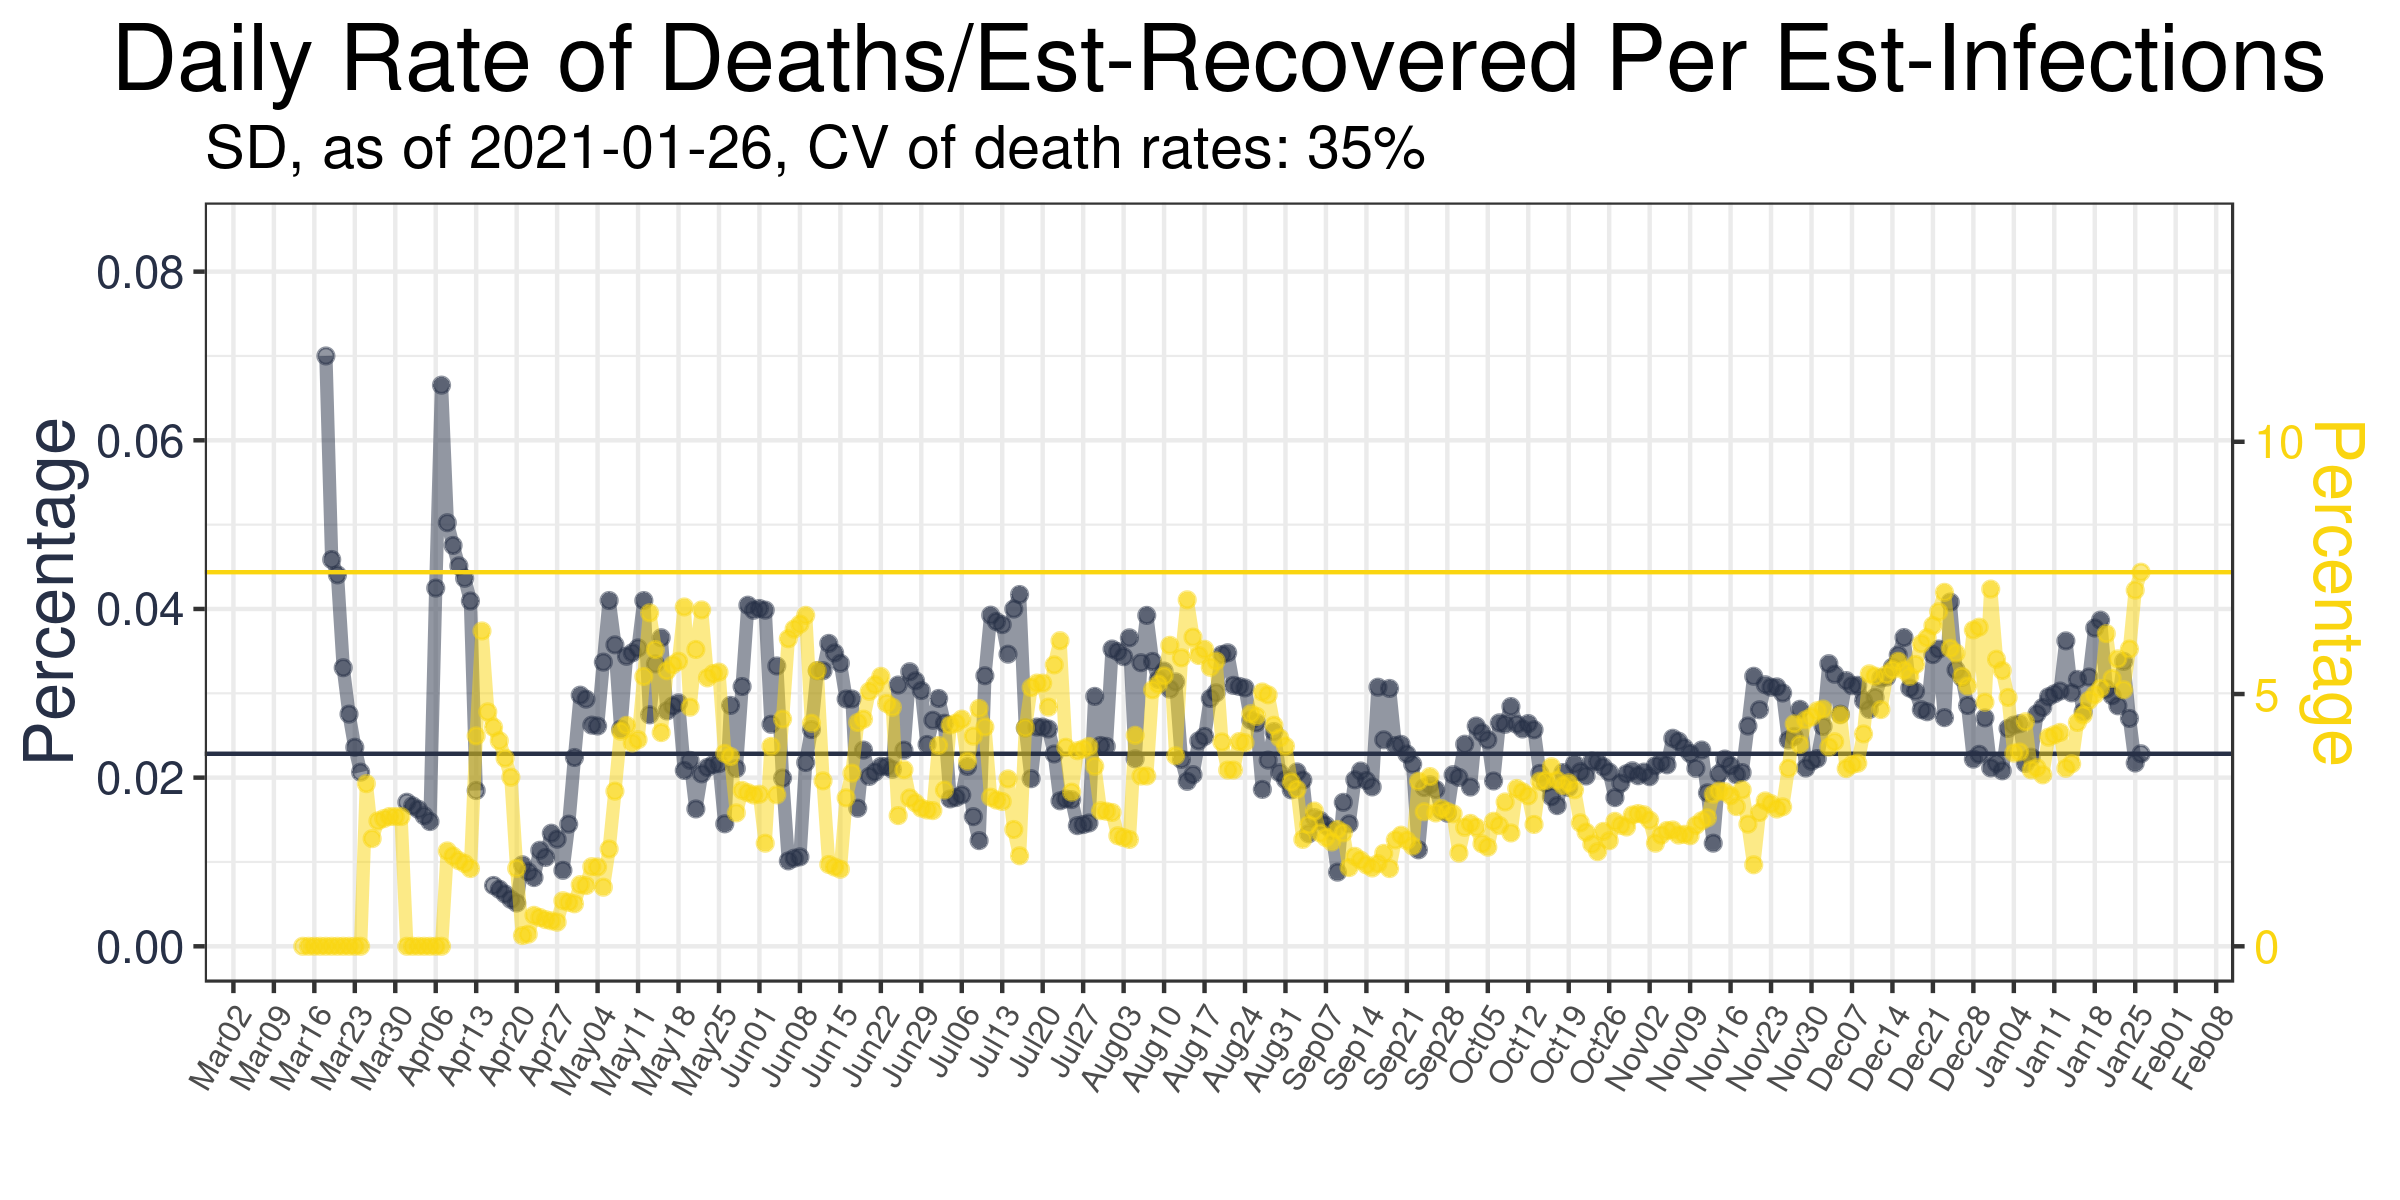 Daily Rate of Deaths/Est-Recovered Per Est-Infections
SD, as of 2021-01-26, CV of death rates: 35%
Percentage
0.08
0.06
0.04
0.02
0.00
10
5
0
Percentage
Mar02 Mar09 Mar16 Mar23 Mar30 Apr06 Apr13 Apr20 Apr27 May04 May11 May18 May25 Jun01 Jun08 Jun15 Jun22 Jun29 Jul06 Jul13 Jul20 Jul27 Aug03 Aug10 Aug17 Aug24 Aug31 Sep07 Sep14 Sep21 Sep28 Oct05 Oct12 Oct19 Oct26 Nov02 Nov09 Nov16 Nov23 Nov30 Dec07 Dec14 Dec21 Dec28 Jan04 Jan11 Jan18 Jan25 Feb01 Feb08